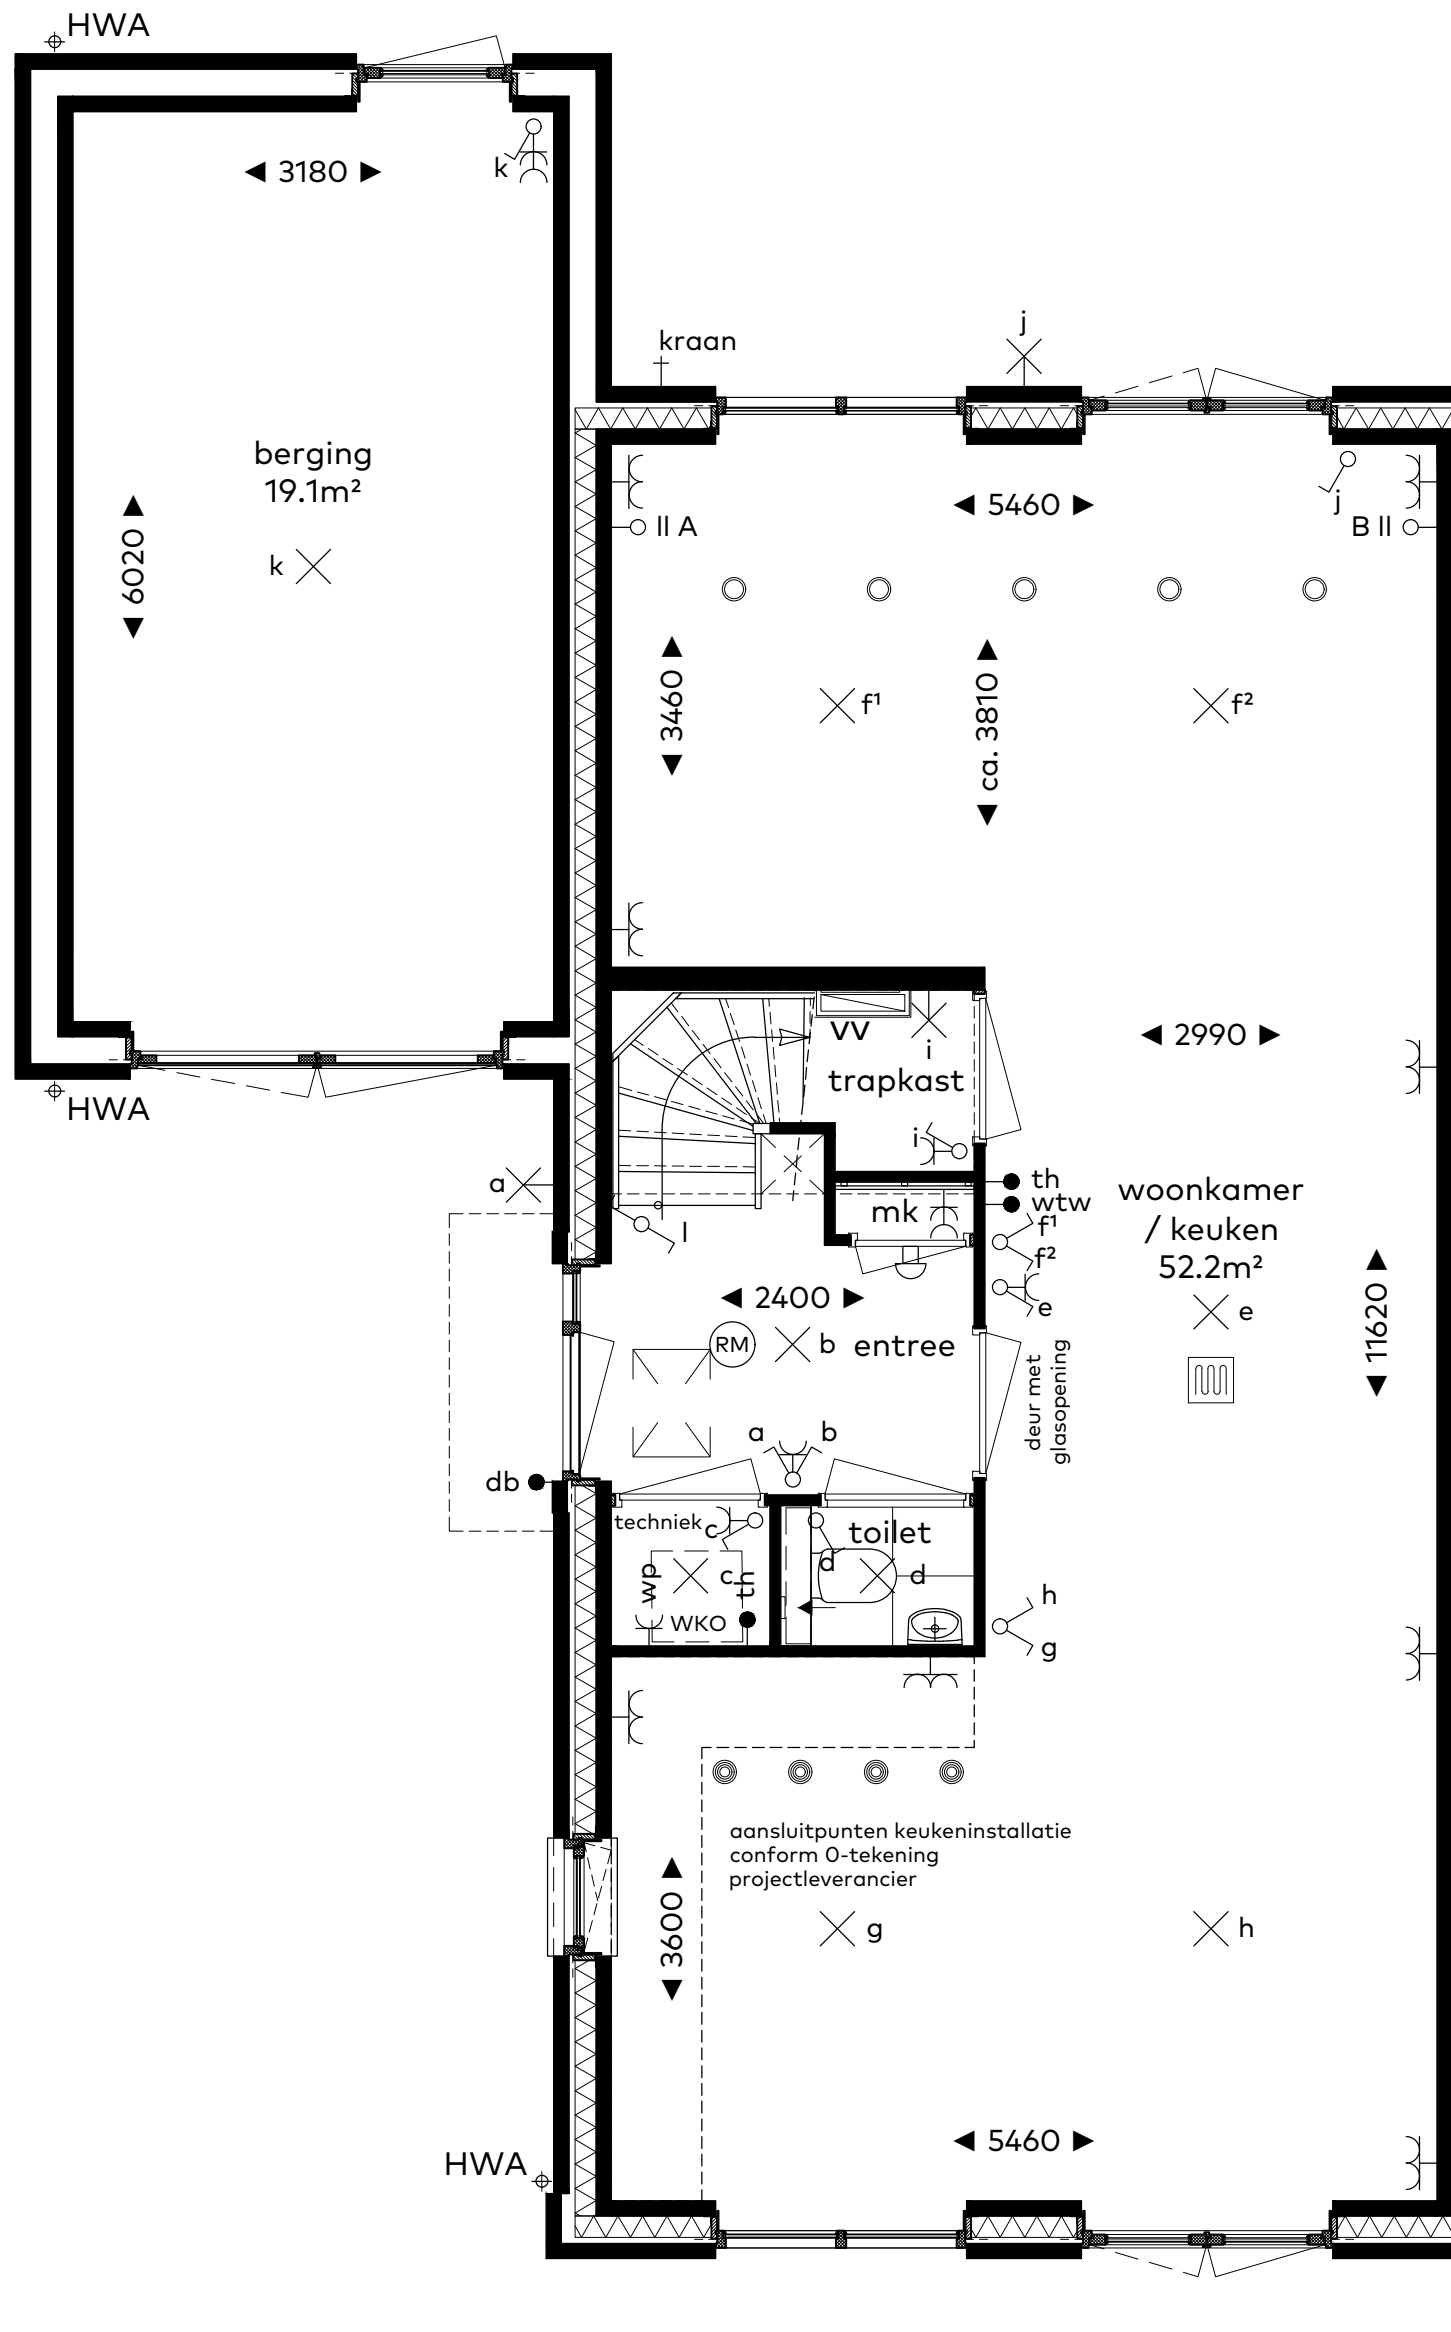 HWA
k
3180
kraan
j
berging
19.1m²
6020
k
5460
j
ll A
B ll
3460
f¹
ca. 3810
f²
2990
vv
i
trapkast
i
HWA
a
th
wtw
f¹
f²
e
mk
l
woonkamer
/ keuken
52.2m²
e
11620
2400
RM
b
entree
deur met
glasopening
a
b
db
techniek
c
toilet
d
wp
c
th
d
WKO
h
g
aansluitpunten keukeninstallatie
conform 0-tekening
projectleverancier
3600
g
h
5460
HWA